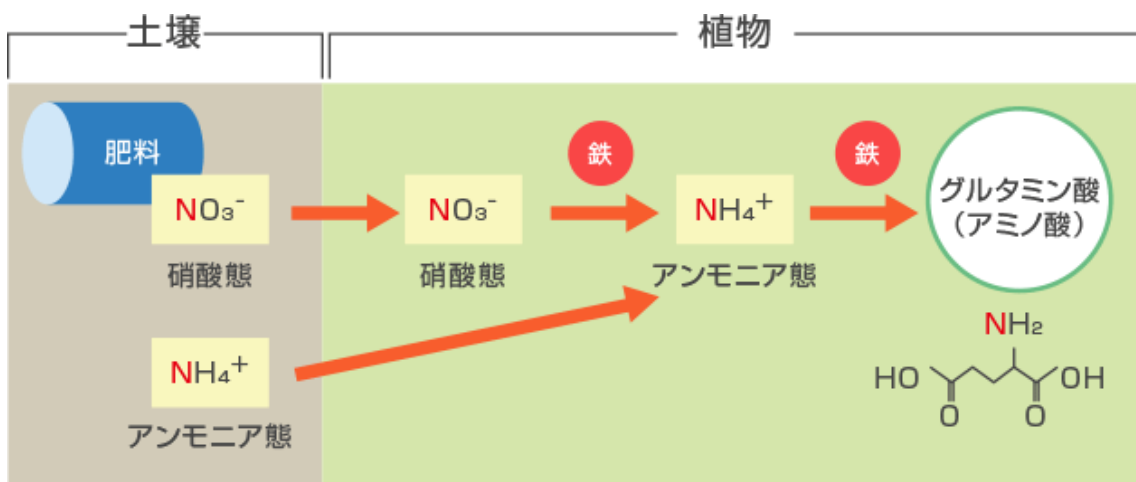 土壌
植物
肥料
鉄
鉄
NO₃⁻
NO₃⁻
NH₄⁺
グルタミン酸
(アミノ酸)
硝酸態
硝酸態
アンモニア態
NH₄⁺
アンモニア態
NH₂
HO
OH
O
O